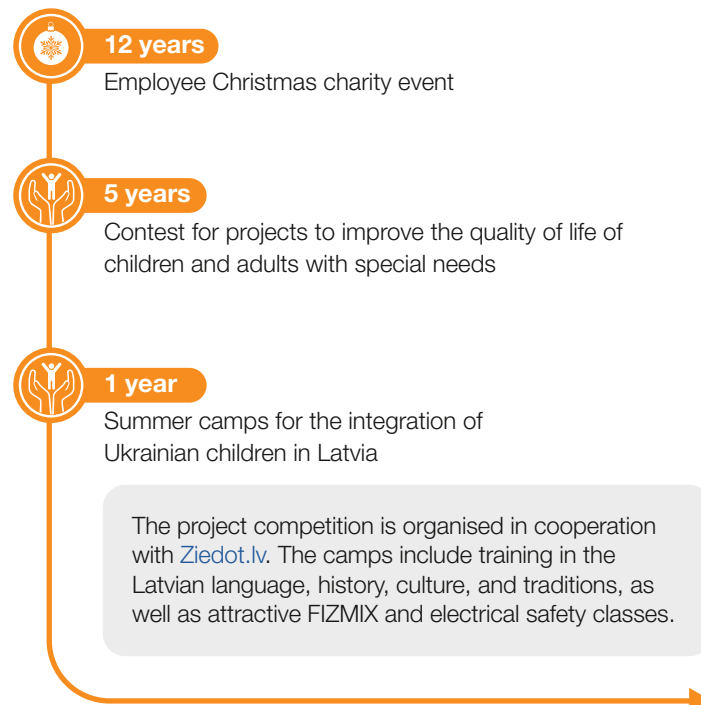 12 years
Employee Christmas charity event
5 years
Contest for projects to improve the quality of life of
children and adults with special needs
1 year
Summer camps for the integration of
Ukrainian children in Latvia
The project competition is organised in cooperation
with Ziedot.lv. The camps include training in the
Latvian language, history, culture, and traditions, as
well as attractive FIZMIX and electrical safety classes.